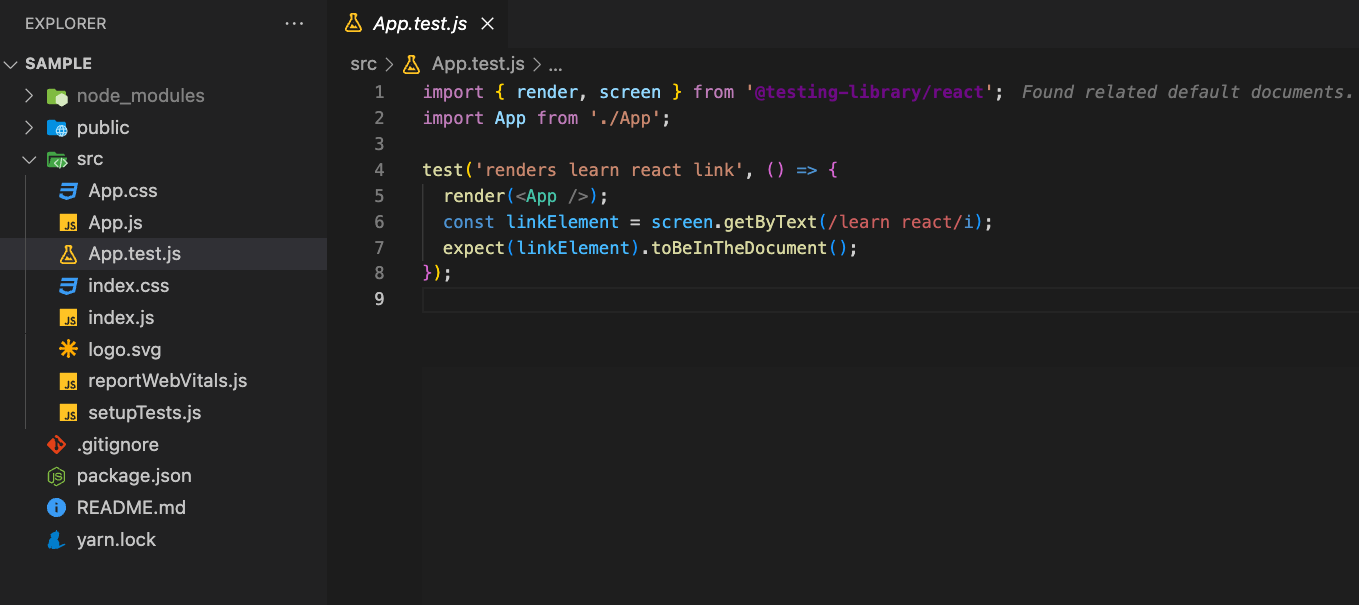 EXPLORER
SAMPLE
node_modules
public
src
App.css
App.js
App.test.js
index.css
index.js
logo.svg
reportWebVitals.js
setupTests.js
.gitignore
package.json
README.md
yarn.lock
App.test.js
src > App.test.js > ...
1 import { render, screen } from '@testing-library/react'; Found related default documents.
2 import App from './App';
3
4 test('renders learn react link', () => {
5 render(<App />);
6 const linkElement = screen.getByText(/learn react/i);
7 expect(linkElement).toBeInTheDocument();
8 });
9